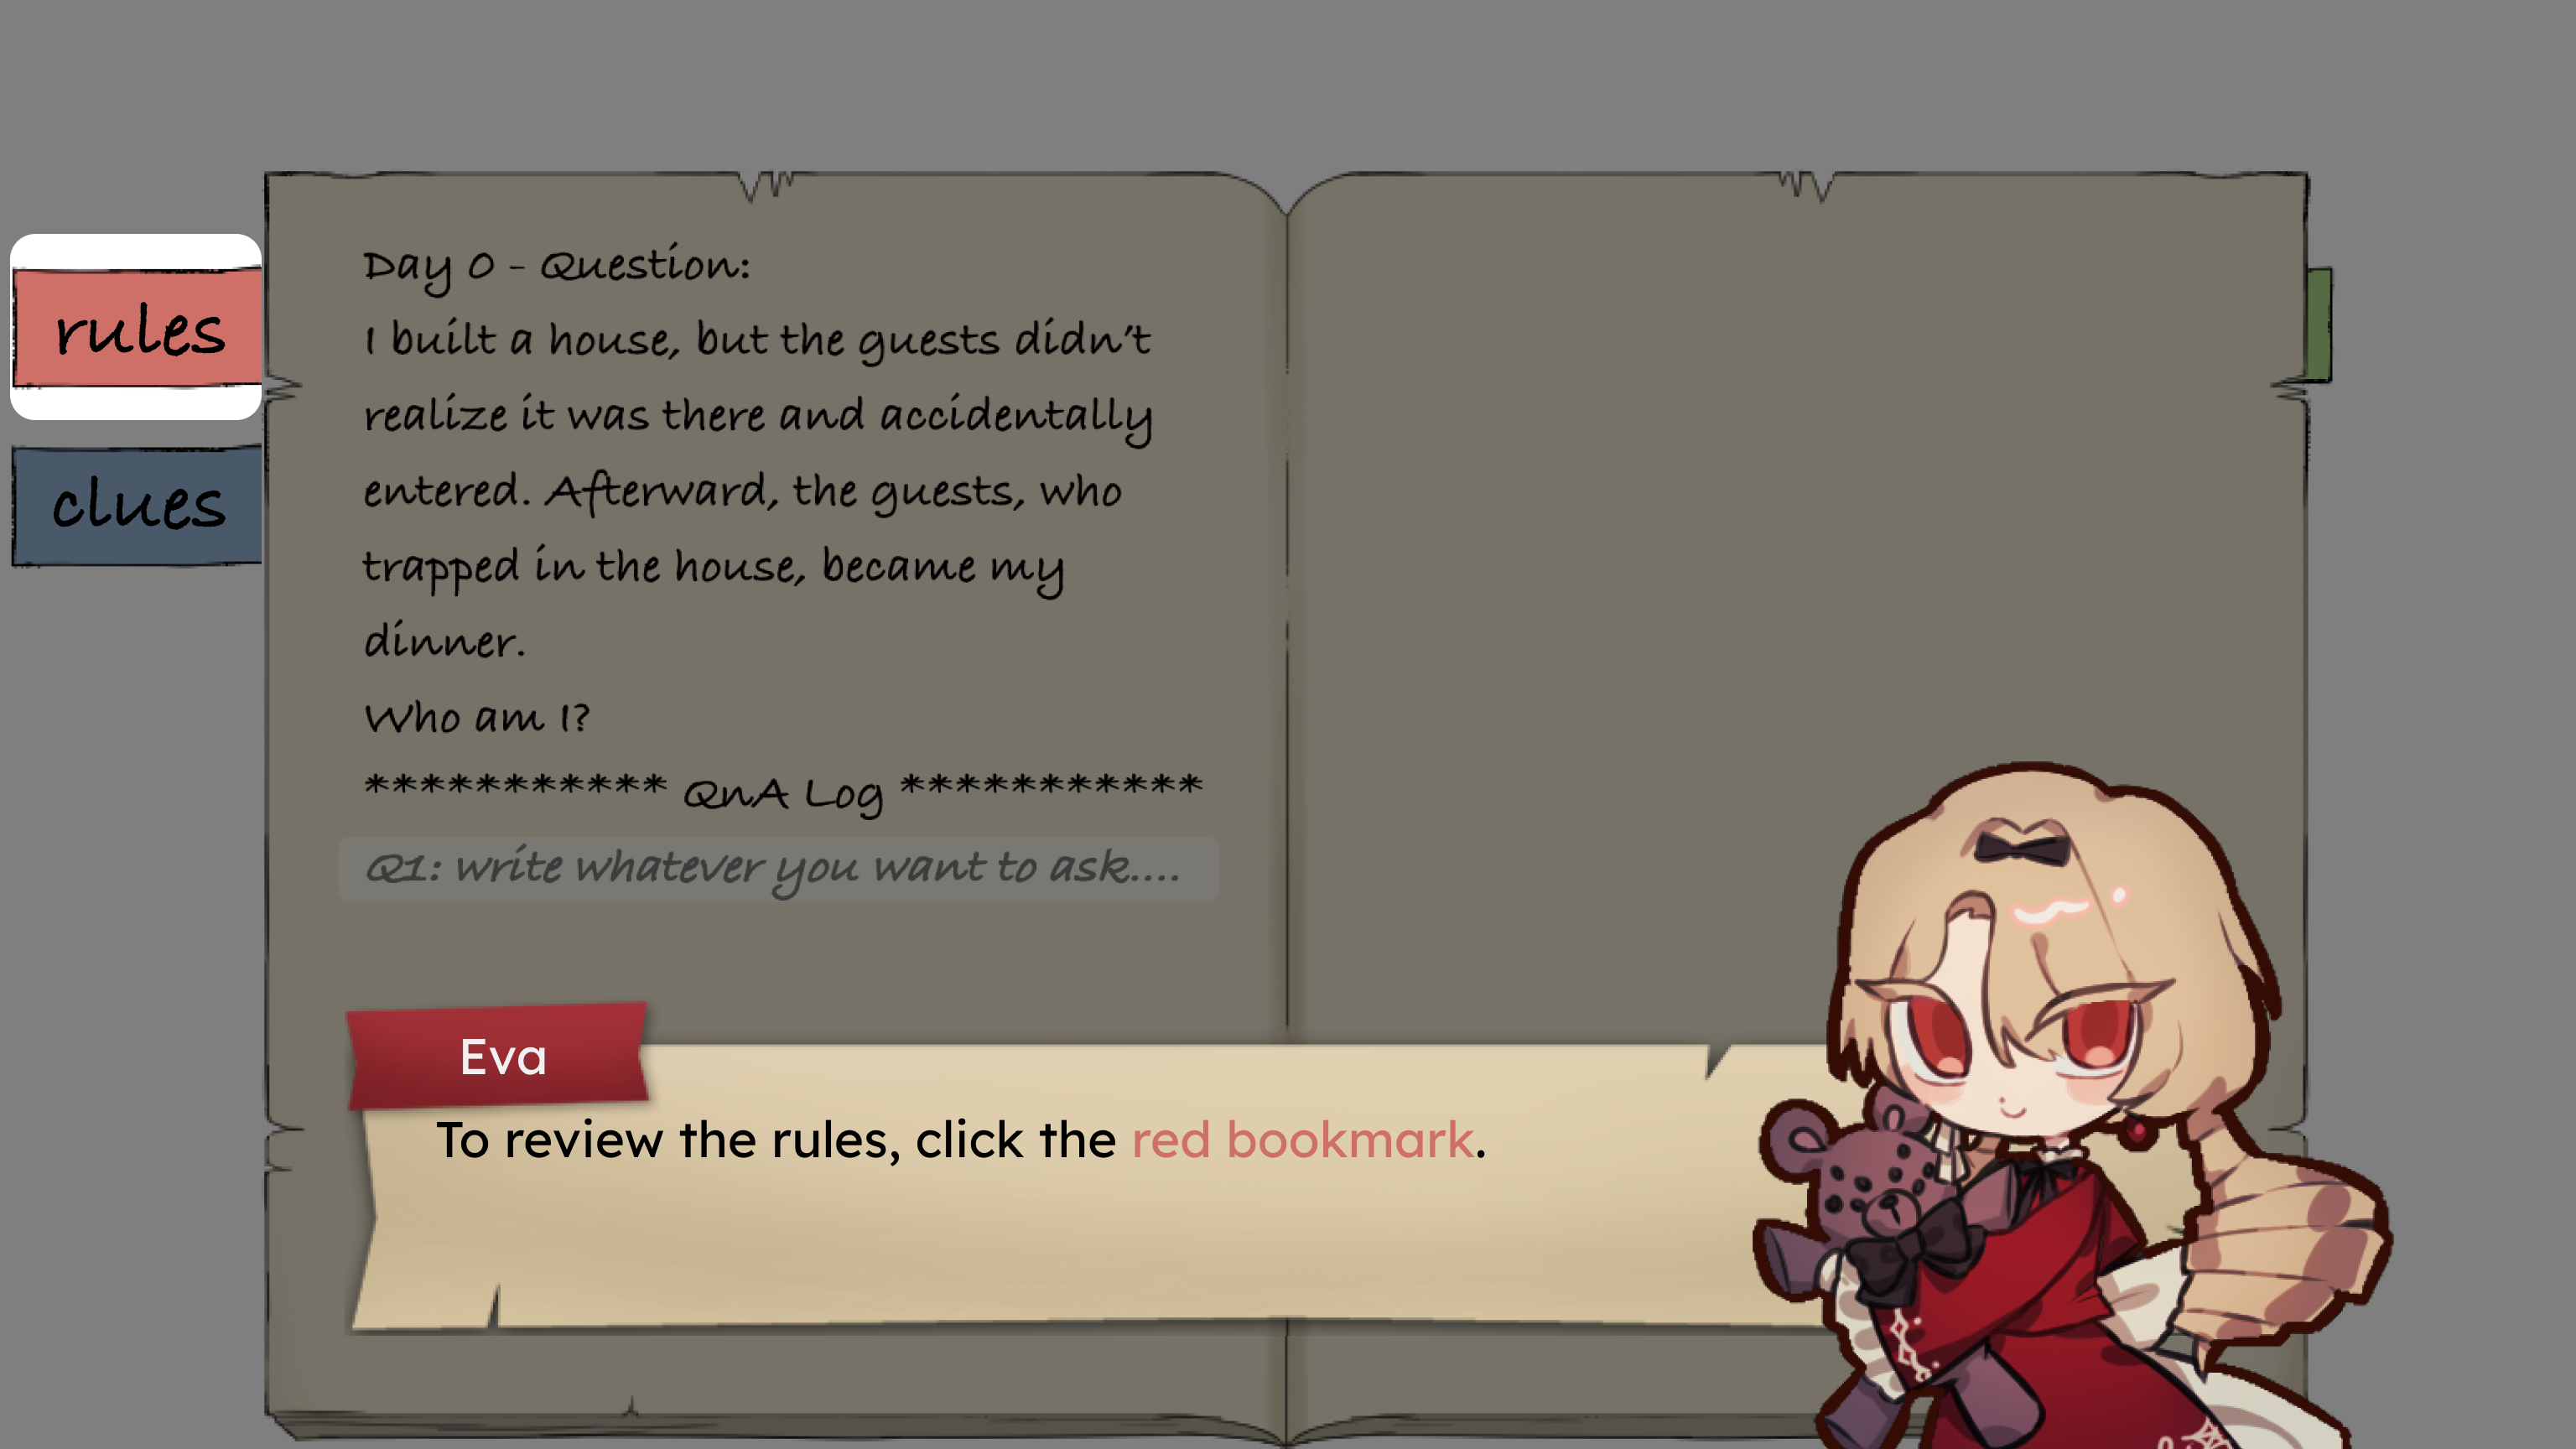 rules
clues
Day 0 - Question:
I built a house, but the guests didn't
realize it was there and accidentally
entered. Afterward, the guests, who
trapped in the house, became my
dinner.
Who am I?
*********** QnA Log ***********
Q1: write whatever you want to ask....
Eva
To review the rules, click the red bookmark.